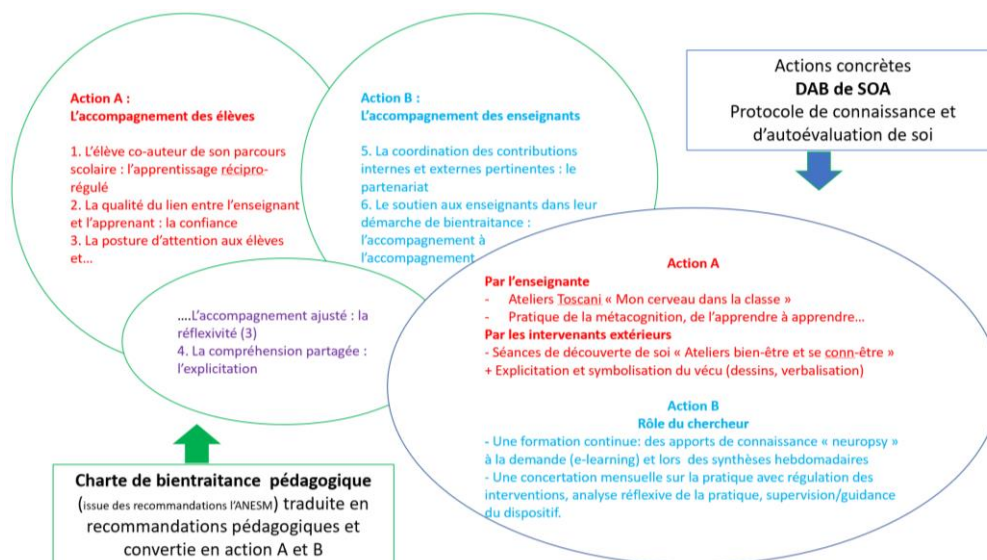 Action A :
L'accompagnement des élèves
1. L'élève co-auteur de son parcours
scolaire : l'apprentissage récipro-
régulé
2. La qualité du lien entre l'enseignant
et l'apprenant : la confiance
3. La posture d'attention aux élèves
et...
Action B :
L'accompagnement des enseignants
5. La coordination des contributions
internes et externes pertinentes : le
partenariat
6. Le soutien aux enseignants dans leur
démarche de bientraitance :
l'accompagnement à
l'accompagnement
....L'accompagnement ajusté : la
réflexivité (3)
4. La compréhension partagée :
l'explicitation
Charte de bientraitance pédagogique
(issue des recommandations l'ANESM) traduite en
recommandations pédagogiques et
convertie en action A et B
Actions concrètes
DAB de SOA
Protocole de connaissance et
d'autoévaluation de soi
Action A
Par l'enseignante
- Ateliers Toscani « Mon cerveau dans la classe »
- Pratique de la métacognition, de l'apprendre à apprendre...
Par les intervenants extérieurs
- Séances de découverte de soi « Ateliers bien-être et se conn-être »
+ Explicitation et symbolisation du vécu (dessins, verbalisation)
Action B
Rôle du chercheur
- Une formation continue: des apports de connaissance « neuropsy »
à la demande (e-learning) et lors des synthèses hebdomadaires
- Une concertation mensuelle sur la pratique avec régulation des
interventions, analyse réflexive de la pratique, supervision/guidance
du dispositif.